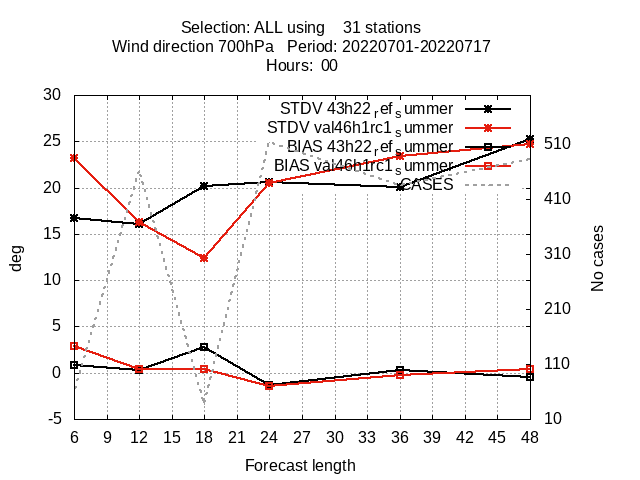 Selection: ALL using    31 stations
Wind direction 700hPa   Period: 20220701-20220717
Hours:  00
30
25
20
15
10
5
0
-5
deg
STDV 43h22_ref_summer
STDV val46h1rc1_summer
BIAS 43h22_ref_summer
BIAS val46h1rc1_summer
CASES
510
410
310
210
110
10
No cases
6 9 12 15 18 21 24 27 30 33 36 39 42 45 48
Forecast length